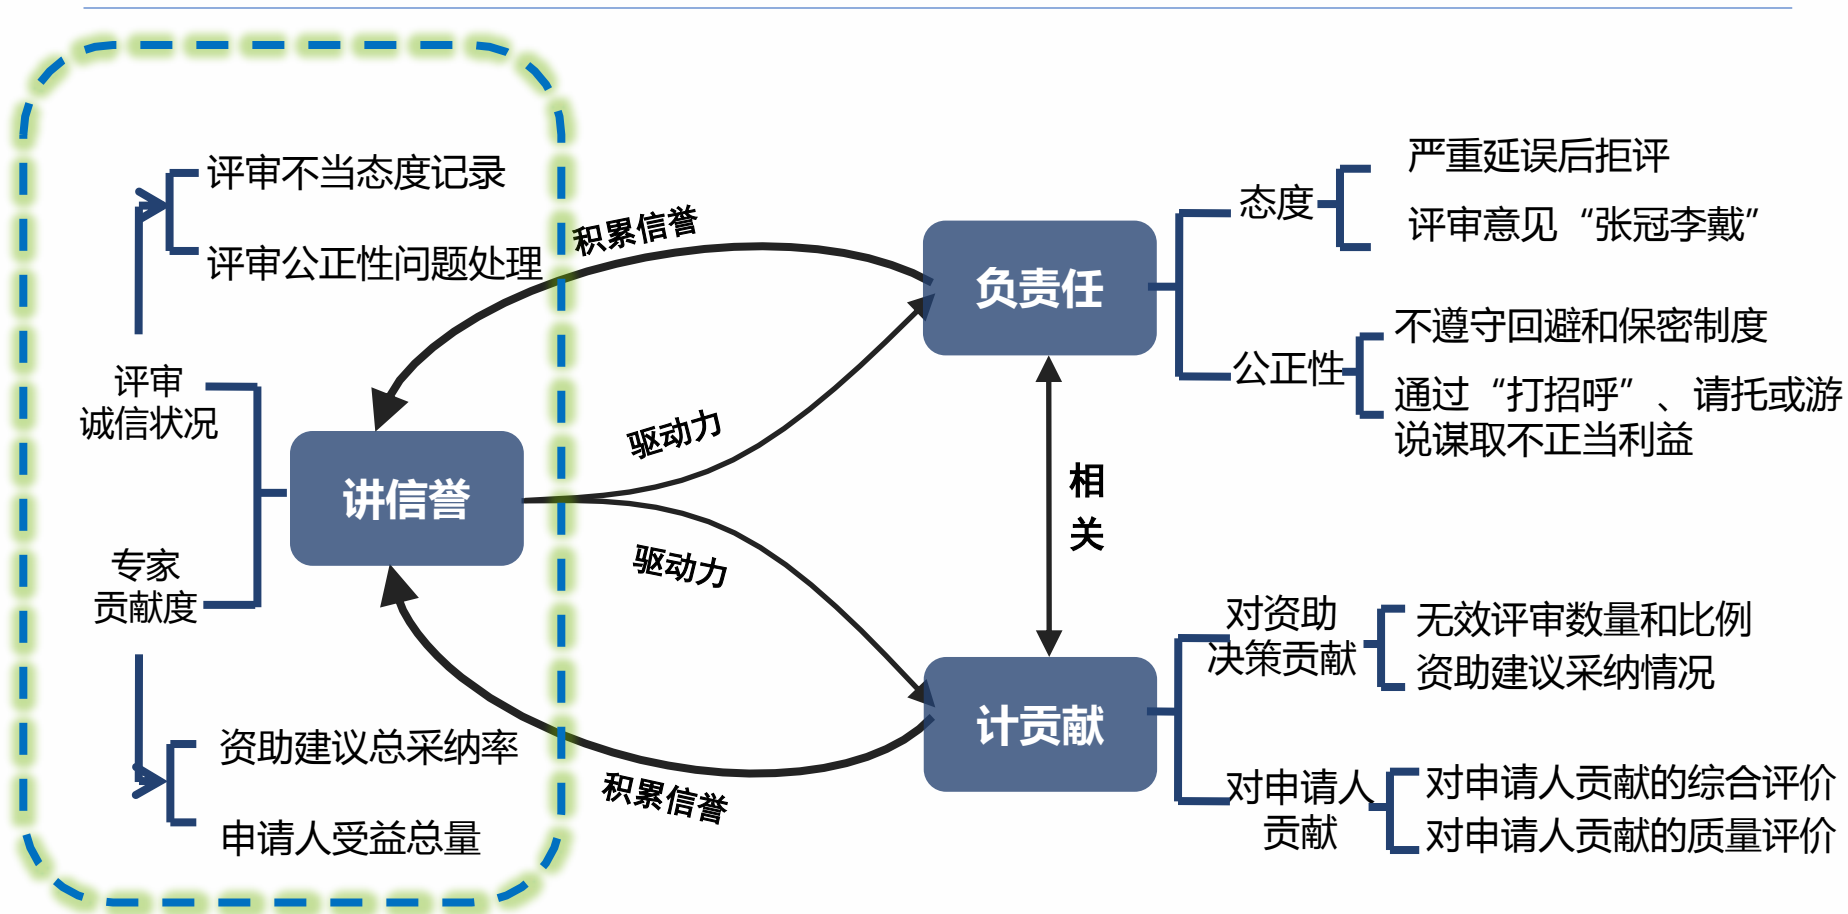 评审不当态度记录
评审公正性问题处理
评审
诚信状况
专家
贡献度
资助建议总采纳率
申请人受益总量
讲信誉
积累信誉
驱动力
驱动力
积累信誉
负责任
相
关
计贡献
态度
严重延误后拒评
评审意见“张冠李戴”
公正性
不遵守回避和保密制度
通过“打招呼”、请托或游
说谋取不正当利益
对资助
决策贡献
无效评审数量和比例
资助建议采纳情况
对申请人
贡献
对申请人贡献的综合评价
对申请人贡献的质量评价